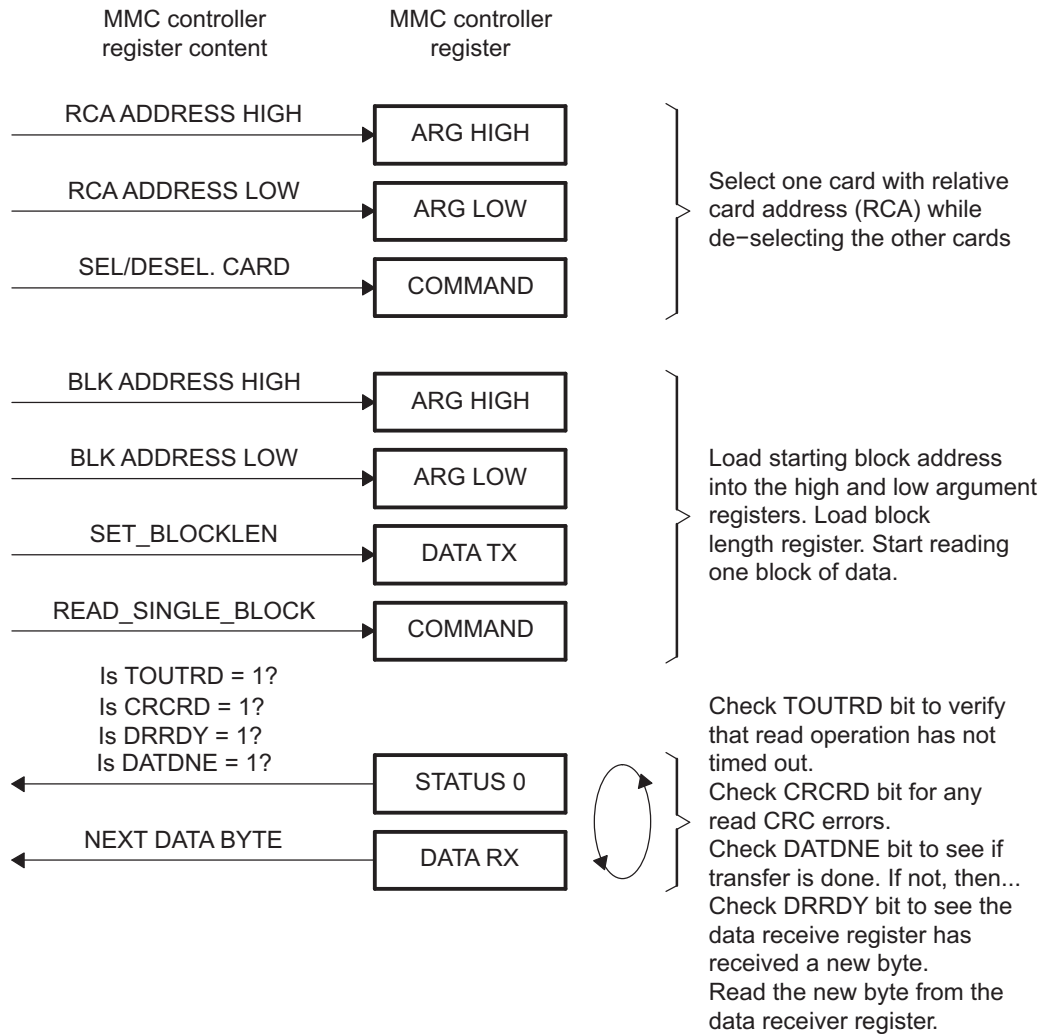 MMC controller
register content
MMC controller
register
RCA ADDRESS HIGH
ARG HIGH
RCA ADDRESS LOW
ARG LOW
SEL/DESEL. CARD
COMMAND
Select one card with relative
card address (RCA) while
de−selecting the other cards
BLK ADDRESS HIGH
ARG HIGH
BLK ADDRESS LOW
ARG LOW
SET_BLOCKLEN
DATA TX
READ_SINGLE_BLOCK
COMMAND
Load starting block address
into the high and low argument
registers. Load block
length register. Start reading
one block of data.
Is TOUTRD = 1?
Is CRCRD = 1?
Is DRRDY = 1?
Is DATDNE = 1?
STATUS 0
NEXT DATA BYTE
DATA RX
Check TOUTRD bit to verify
that read operation has not
timed out.
Check CRCRD bit for any
read CRC errors.
Check DATDNE bit to see if
transfer is done. If not, then...
Check DRRDY bit to see the
data receive register has
received a new byte.
Read the new byte from the
data receiver register.